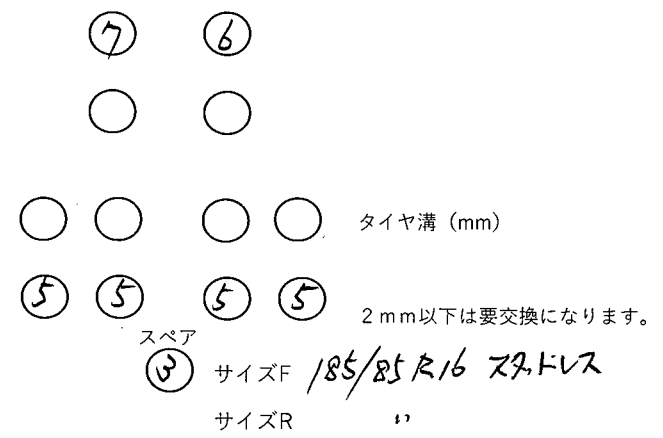 7 6
タイヤ溝（mm）
5 5 5 5
２ｍｍ以下は要交換になります。
スペア
3 サイズF 185/85 R16 スタッドレス
サイズR 〃